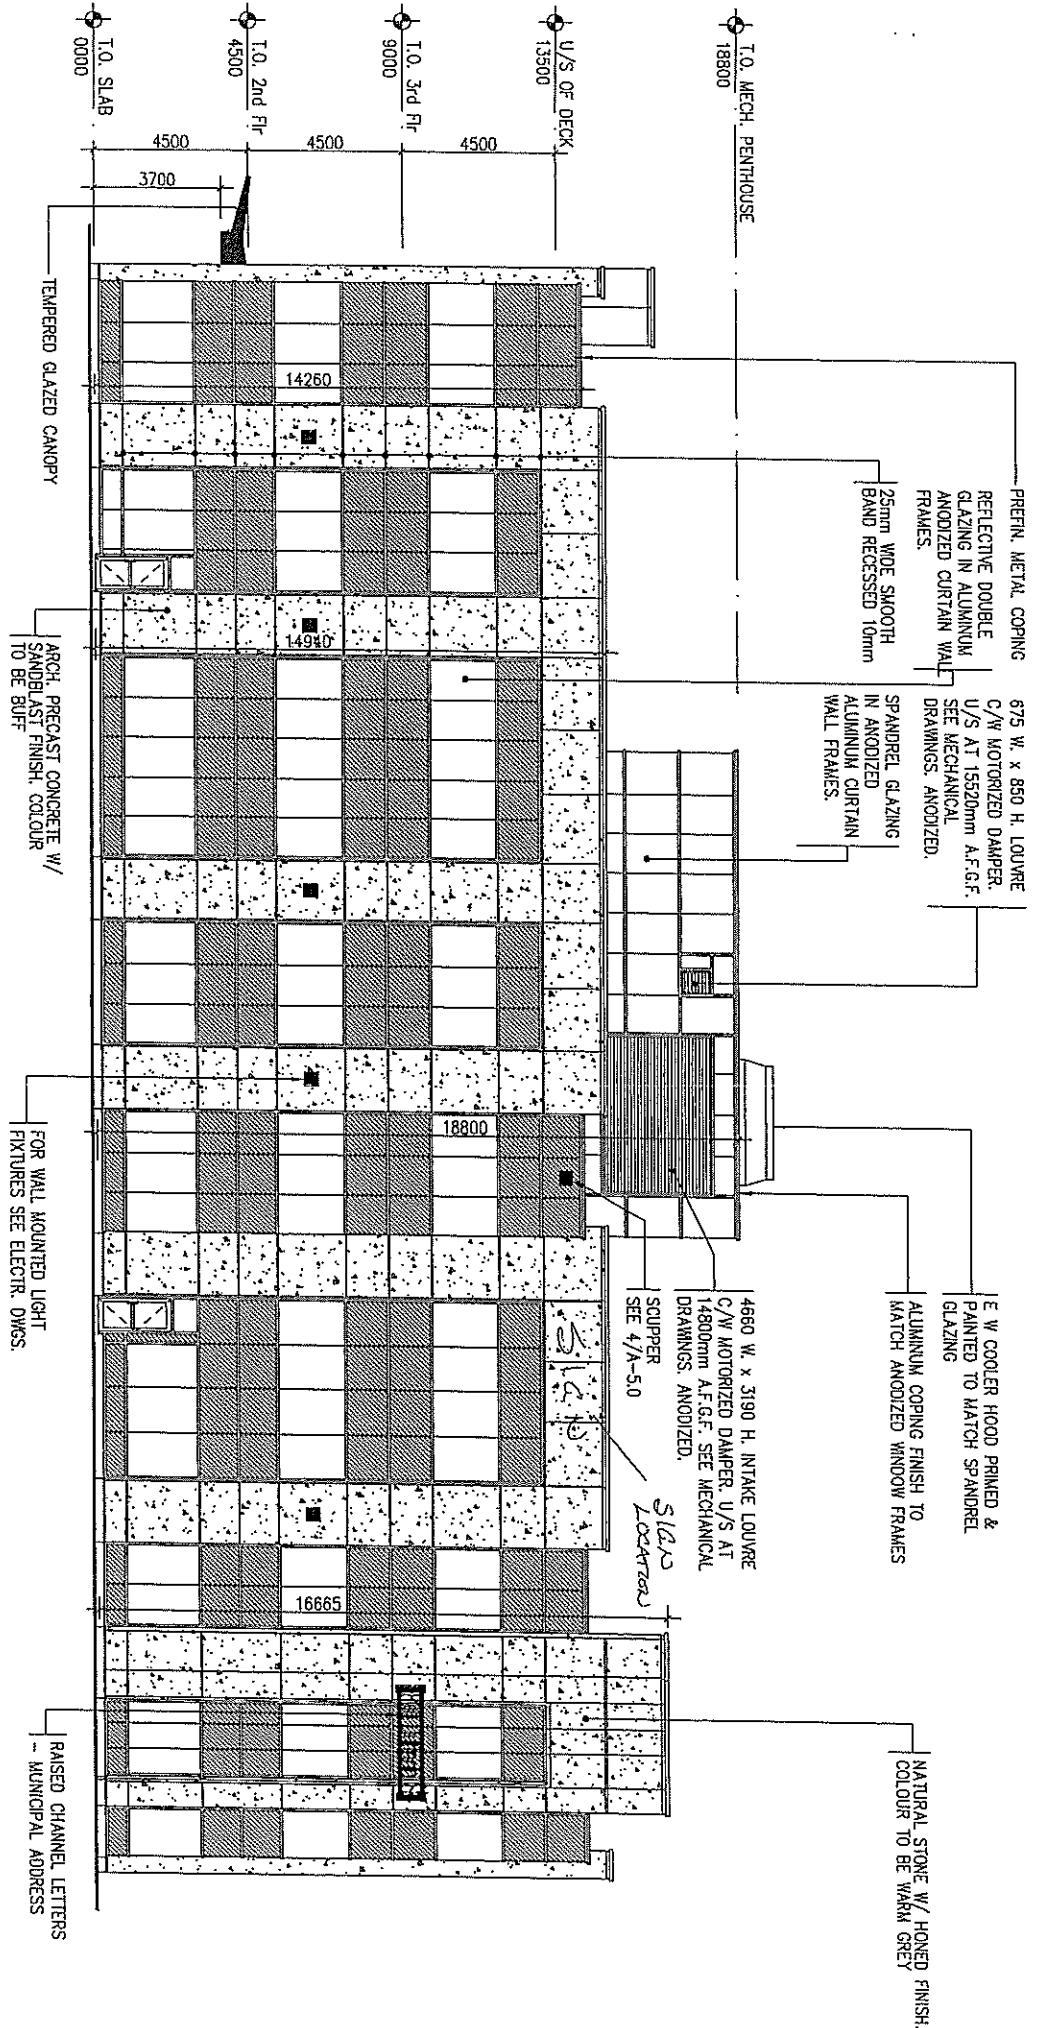 PREFIN. METAL COPING
REFLECTIVE DOUBLE
GLAZING IN ALUMINUM
ANODIZED CURTAIN WALL
FRAMES.
25mm WIDE SMOOTH
BAND RECESSED 10mm
675 W. x 850 H. LOUVRE
C/W MOTORIZED DAMPER.
U/S AT 15520mm A.F.G.F.
SEE MECHANICAL
DRAWINGS. ANODIZED.
SPANDREL GLAZING
IN ANODIZED
ALUMINUM CURTAIN
WALL FRAMES.
E W COOLER HOOD PRIMED &
PAINTED TO MATCH SPANDREL
GLAZING
ALUMINUM COPING FINISH TO
MATCH ANODIZED WINDOW FRAMES
4660 W. x 3190 H. INTAKE LOUVRE
C/W MOTORIZED DAMPER. U/S AT
14800mm A.F.G.F. SEE MECHANICAL
DRAWINGS. ANODIZED.
SCUPPER
SEE 4/A-5.0
SIGN
LOCATION
NATURAL STONE W/ HONED FINISH.
COLOUR TO BE WARM GREY
T.O. MECH. PENTHOUSE
18800
U/S OF DECK
13500
T.O. 3rd Flr
9000
T.O. 2nd Flr
4500
T.O. SLAB
0000
4500
4500
4500
3700
14260
14940
18800
SIGN
16665
TEMPERED GLAZED CANOPY
ARCH. PRECAST CONCRETE W/
SANDBLAST FINISH. COLOUR
TO BE BUFF
FOR WALL MOUNTED LIGHT
FIXTURES SEE ELECTR. DWGS.
RAISED CHANNEL LETTERS
-- MUNICIPAL ADDRESS